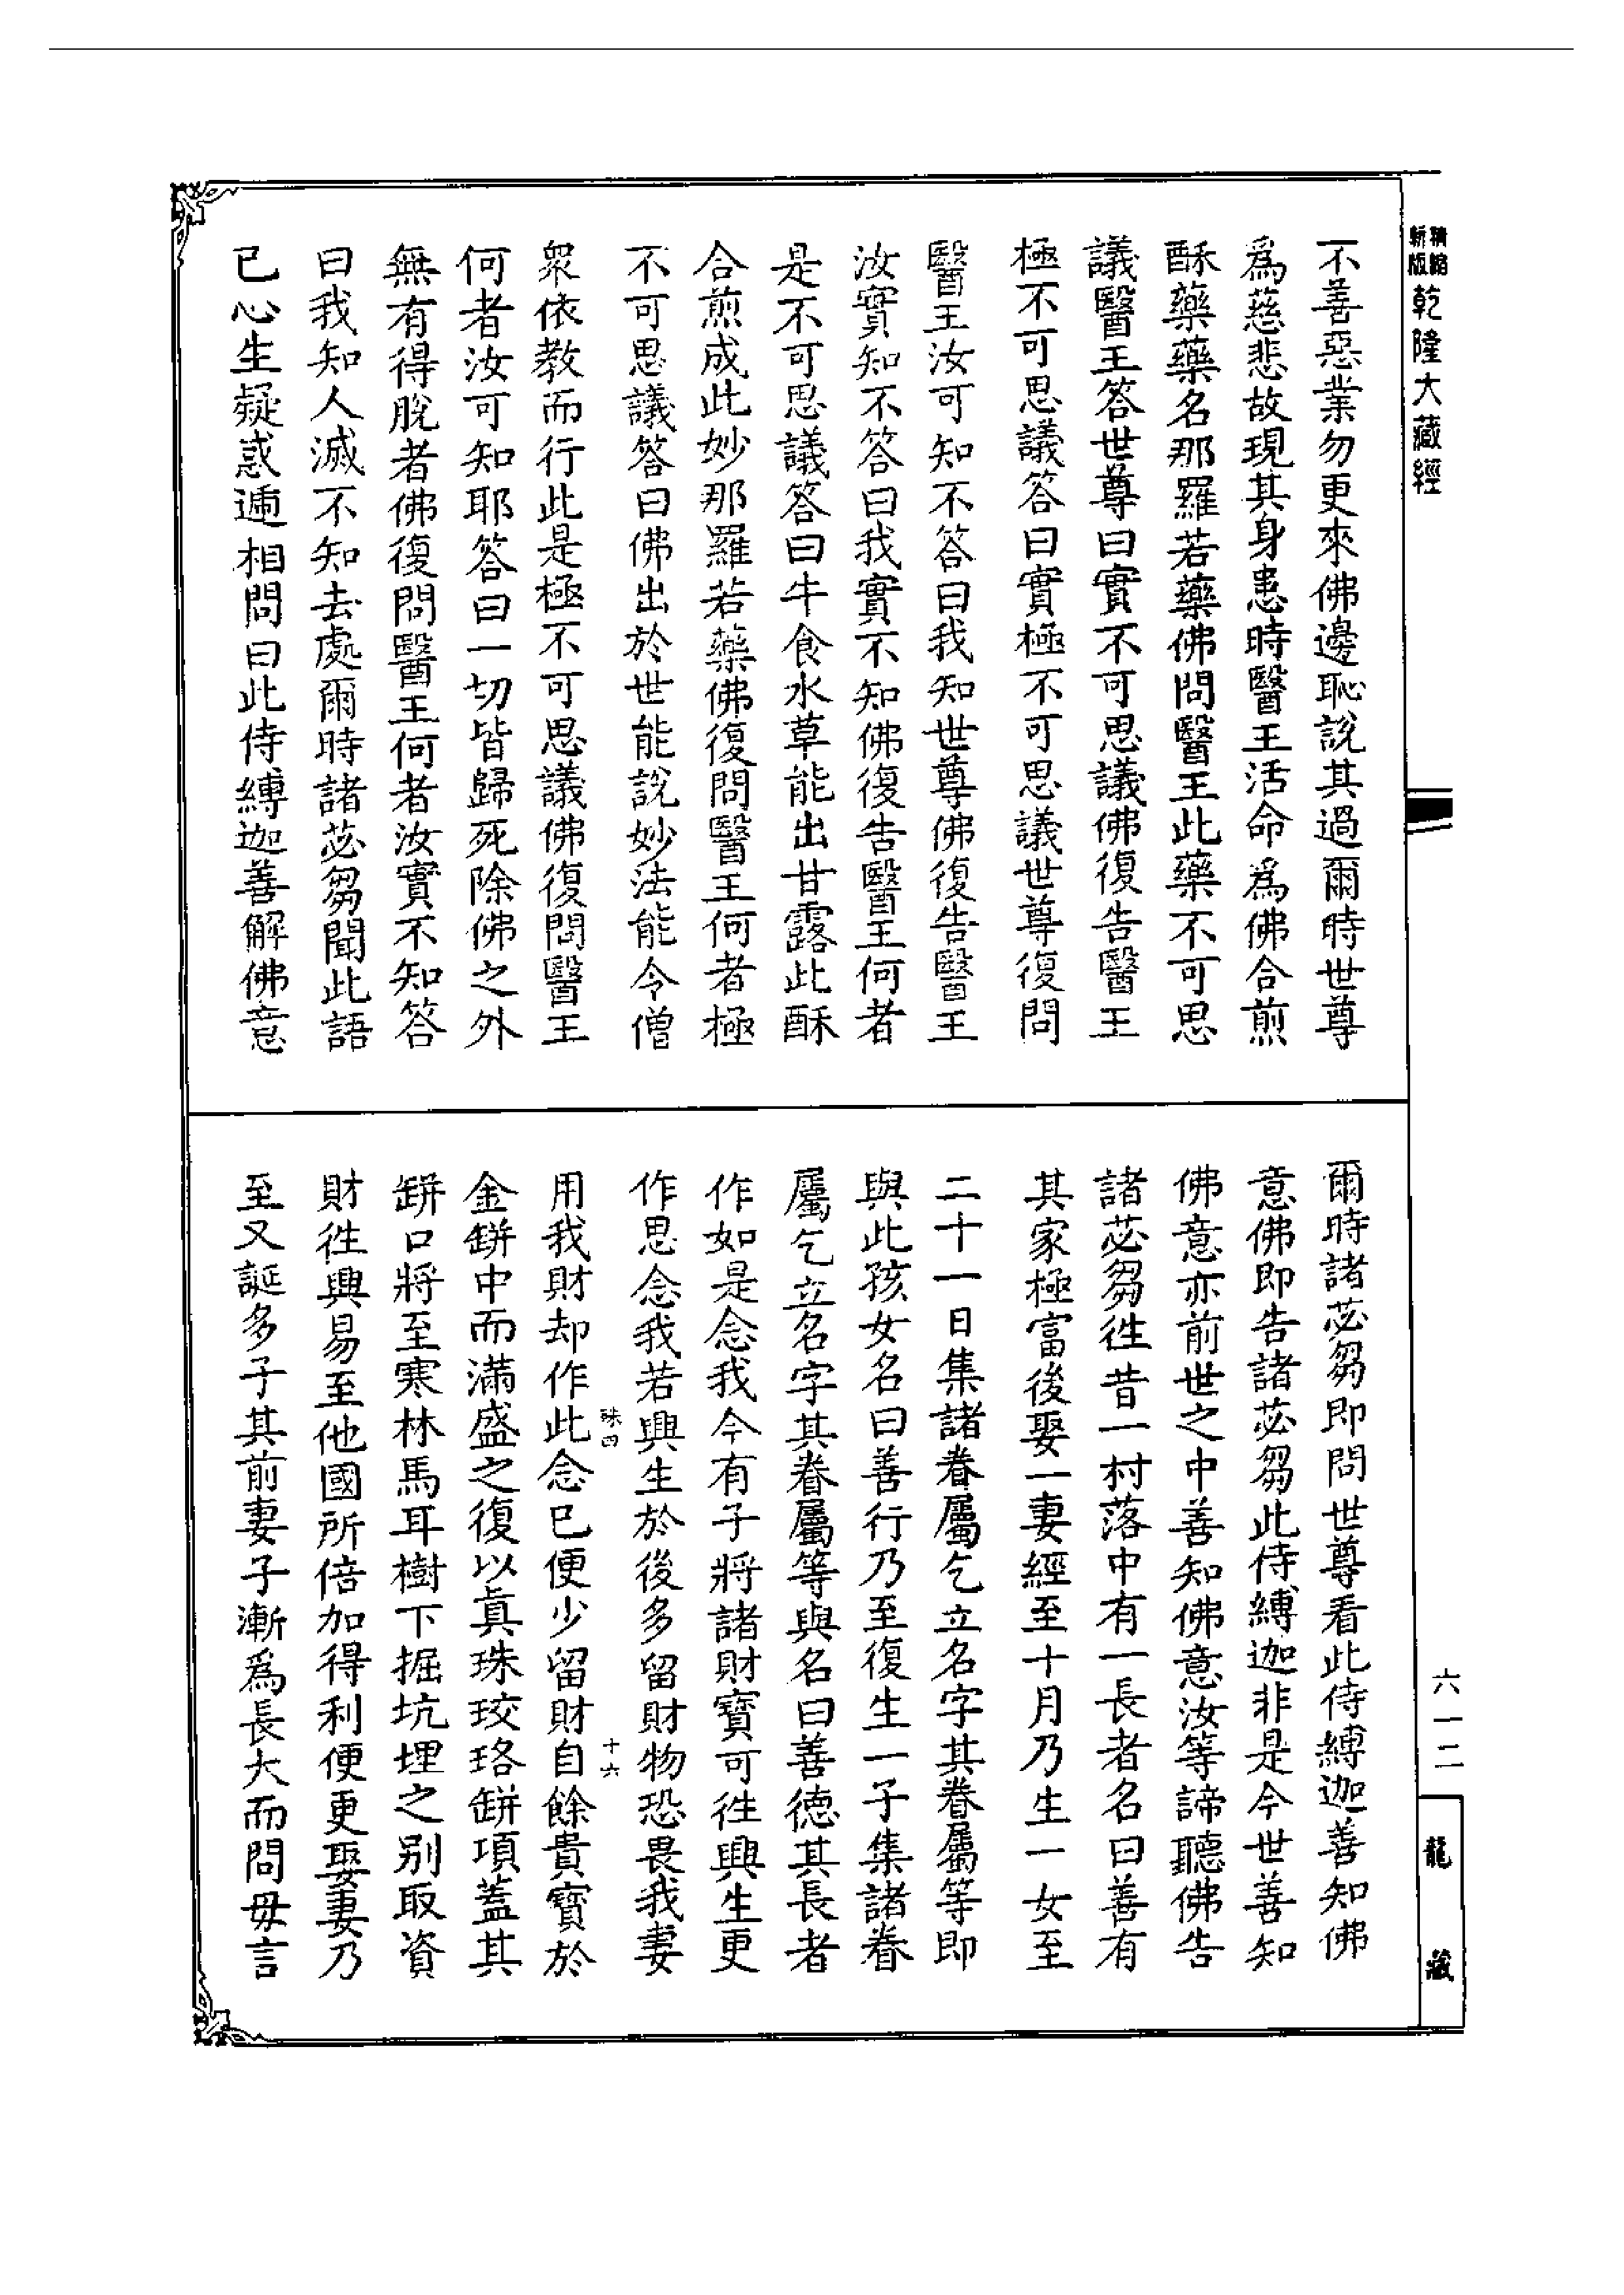 精縮新版乾隆大藏經
不善惡業勿更來佛邊恥說其過爾時世尊
爲慈悲故現其身患時醫王活命爲佛合煎
酥藥藥名那羅若藥佛問醫王此藥不可思
議醫王答世尊曰實不可思議佛復告醫王
極不可思議答曰實極不可思議世尊復問
醫王汝可知不答曰我知世尊佛復告醫王
汝實知不答曰我實不知佛復告醫王何者
是不可思議答曰牛食水草能出甘露此酥
合煎成此妙那羅若藥佛復問醫王何者極
不可思議答曰佛出於世能說妙法能令僧
衆依教而行此是極不可思議佛復問醫王
何者汝可知耶答曰一切皆歸死除佛之外
無有得脫者佛復問醫王何者汝實不知答
曰我知人滅不知去處爾時諸苾芻聞此語
已心生疑惑遞相問曰此侍縛迦善解佛意
爾時諸苾芻即問世尊看此侍縛迦善知佛
意佛即告諸苾芻此侍縛迦非是今世善知
佛意亦前世之中善知佛意汝等諦聽佛告
諸苾芻徃昔一村落中有一長者名曰善有
其家極富後娶一妻經至十月乃生一女至
二十一日集諸眷屬乞立名字其眷屬等即
與此孩女名曰善行乃至復生一子集諸眷
屬乞立名字其眷屬等與名曰善德其長者
作如是念我今有子將諸財寶可徃興生更
作思念我若興生於後多留財物恐畏我妻
用我財却作此念已便少留財自餘貴寶於
金缾中而滿盛之復以真珠珓珞缾項蓋其
缾口將至寒林馬耳樹下掘坑埋之別取資
財徃興易至他國所倍加得利便更娶妻乃
至又誕多子其前妻子漸爲長大而問毋言
硃四
十六
六一二
龍藏